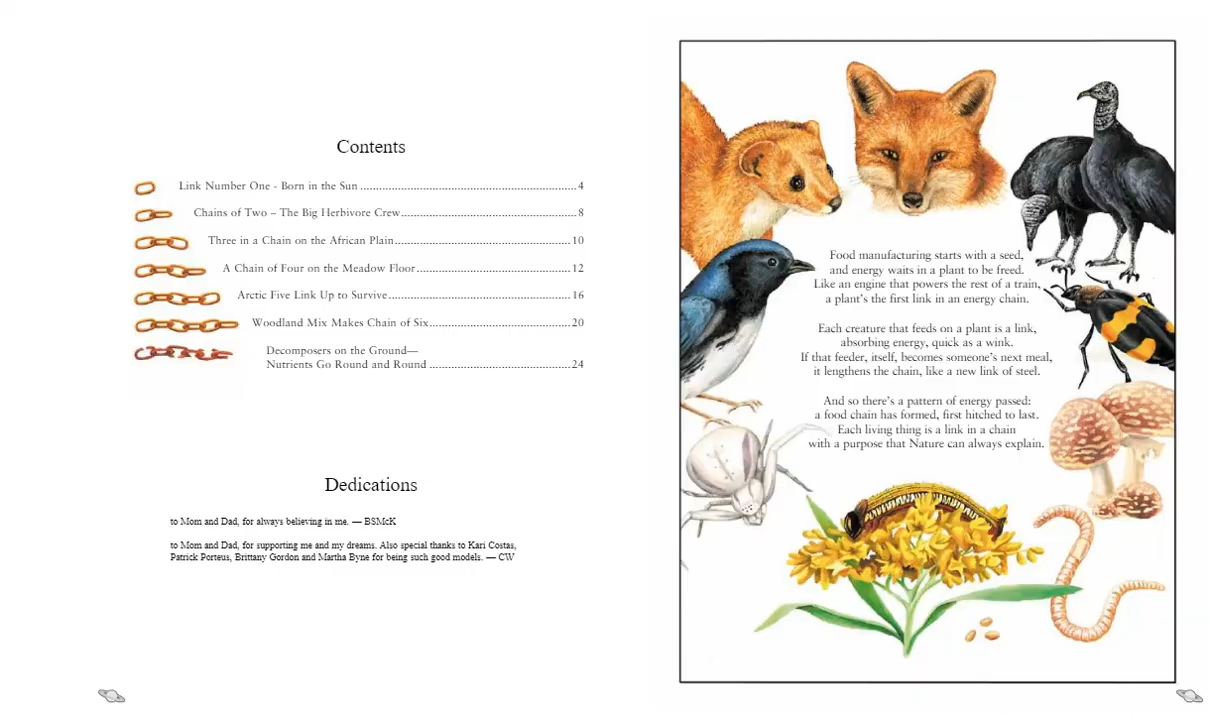 Contents
Link Number One - Born in the Sun ....................................................................4
Chains of Two – The Big Herbivore Crew........................................................8
Three in a Chain on the African Plain.......................................................10
A Chain of Four on the Meadow Floor.................................................12
Arctic Five Link Up to Survive..........................................................16
Woodland Mix Makes Chain of Six.............................................20
Decomposers on the Ground—
Nutrients Go Round and Round .............................................24
Dedications
to Mom and Dad, for always believing in me. — BSMcK
to Mom and Dad, for supporting me and my dreams. Also special thanks to Kari Costas,
Patrick Porteus, Brittany Gordon and Martha Byne for being such good models. — CW
Food manufacturing starts with a seed,
and energy waits in a plant to be freed.
Like an engine that powers the rest of a train,
a plant's the first link in an energy chain.
Each creature that feeds on a plant is a link,
absorbing energy, quick as a wink.
If that feeder, itself, becomes someone's next meal,
it lengthens the chain, like a new link of steel.
And so there's a pattern of energy passed:
a food chain has formed, first hitched to last.
Each living thing is a link in a chain
with a purpose that Nature can always explain.